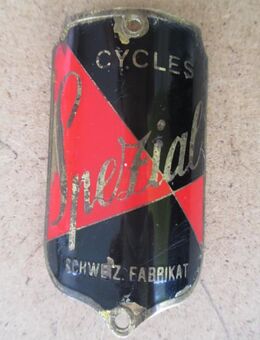 CYCLES
Spezial
SCHWEIZ. FABRIKAT